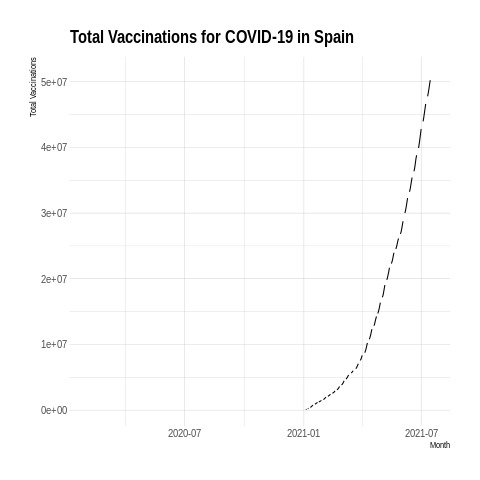 Total Vaccinations for COVID-19 in Spain
Total Vaccinations
5e+07
4e+07
3e+07
2e+07
1e+07
0e+00
2020-07 2021-01 2021-07
Month